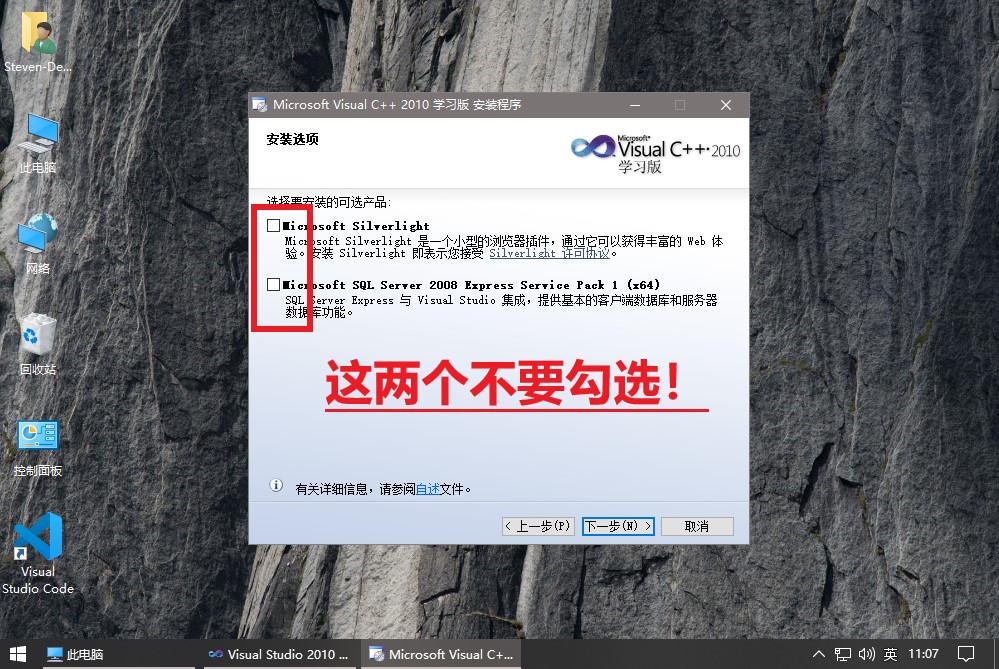 Steven-De...
此电脑
网络
回收站
控制面板
Visual
Studio Code
Microsoft Visual C++ 2010 学习版 安装程序
安装选项
Microsoft®
Visual C++ 2010
学习版
选择要安装的可选产品:
Microsoft Silverlight
Microsoft Silverlight 是一个小型的浏览器插件，通过它可以获得丰富的 Web 体
验。安装 Silverlight 即表示您接受 Silverlight 许可协议。
Microsoft SQL Server 2008 Express Service Pack 1 (x64)
SQL Server Express 与 Visual Studio 集成，提供基本的客户端数据库和服务器
数据库功能。
这两个不要勾选！
有关详细信息，请参阅自述文件。
< 上一步(P) 下一步(N) > 取消
此电脑 Visual Studio 2010 ... Microsoft Visual C+... 英 11:07